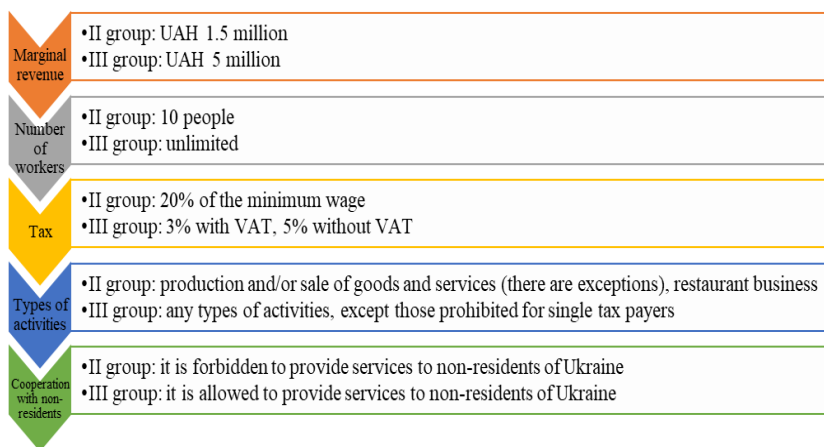 Marginal
revenue
•II group: UAH 1.5 million
•III group: UAH 5 million
Number
of
workers
•II group: 10 people
•III group: unlimited
Tax
•II group: 20% of the minimum wage
•III group: 3% with VAT, 5% without VAT
Types of
activities
•II group: production and/or sale of goods and services (there are exceptions), restaurant business
•III group: any types of activities, except those prohibited for single tax payers
Cooperation
with non-
residents
•II group: it is forbidden to provide services to non-residents of Ukraine
•III group: it is allowed to provide services to non-residents of Ukraine